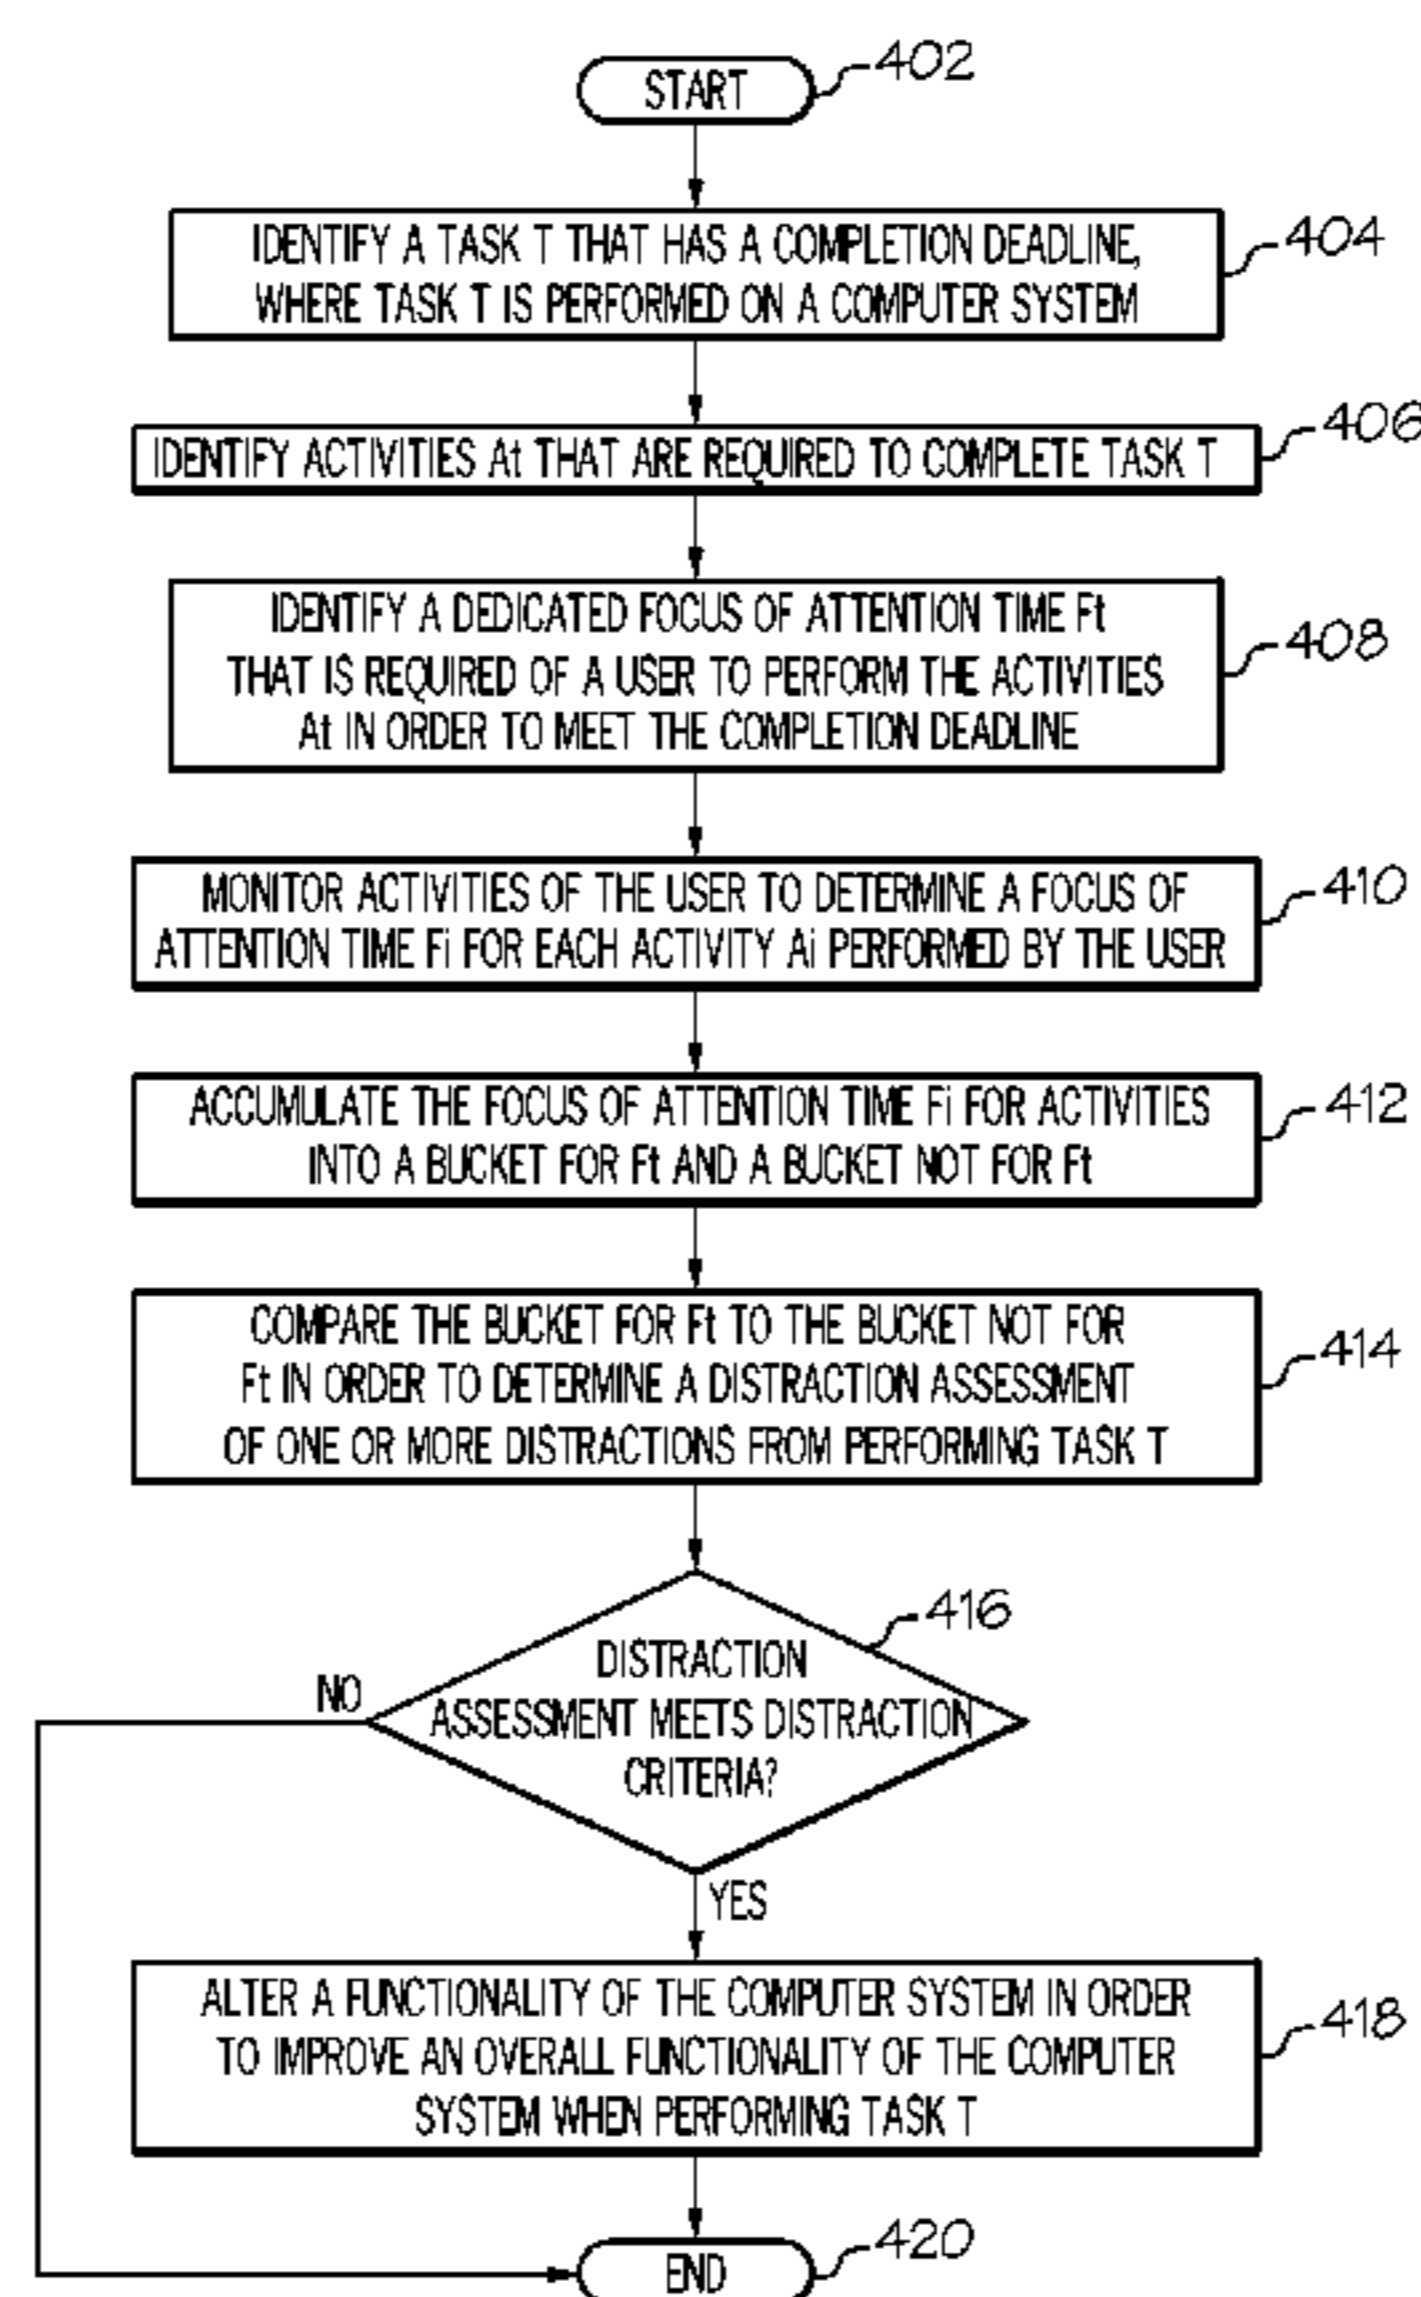 START
402
IDENTIFY A TASK T THAT HAS A COMPLETION DEADLINE,
WHERE TASK T IS PERFORMED ON A COMPUTER SYSTEM
404
IDENTIFY ACTIVITIES At THAT ARE REQUIRED TO COMPLETE TASK T
406
IDENTIFY A DEDICATED FOCUS OF ATTENTION TIME Ft
THAT IS REQUIRED OF A USER TO PERFORM THE ACTIVITIES
At IN ORDER TO MEET THE COMPLETION DEADLINE
408
MONITOR ACTIVITIES OF THE USER TO DETERMINE A FOCUS OF
ATTENTION TIME Fi FOR EACH ACTIVITY Ai PERFORMED BY THE USER
410
ACCUMULATE THE FOCUS OF ATTENTION TIME Fi FOR ACTIVITIES
INTO A BUCKET FOR Ft AND A BUCKET NOT FOR Ft
412
COMPARE THE BUCKET FOR Ft TO THE BUCKET NOT FOR
Ft IN ORDER TO DETERMINE A DISTRACTION ASSESSMENT
OF ONE OR MORE DISTRACTIONS FROM PERFORMING TASK T
414
416
DISTRACTION
ASSESSMENT MEETS DISTRACTION
CRITERIA?
NO
YES
ALTER A FUNCTIONALITY OF THE COMPUTER SYSTEM IN ORDER
TO IMPROVE AN OVERALL FUNCTIONALITY OF THE COMPUTER
SYSTEM WHEN PERFORMING TASK T
418
END
420